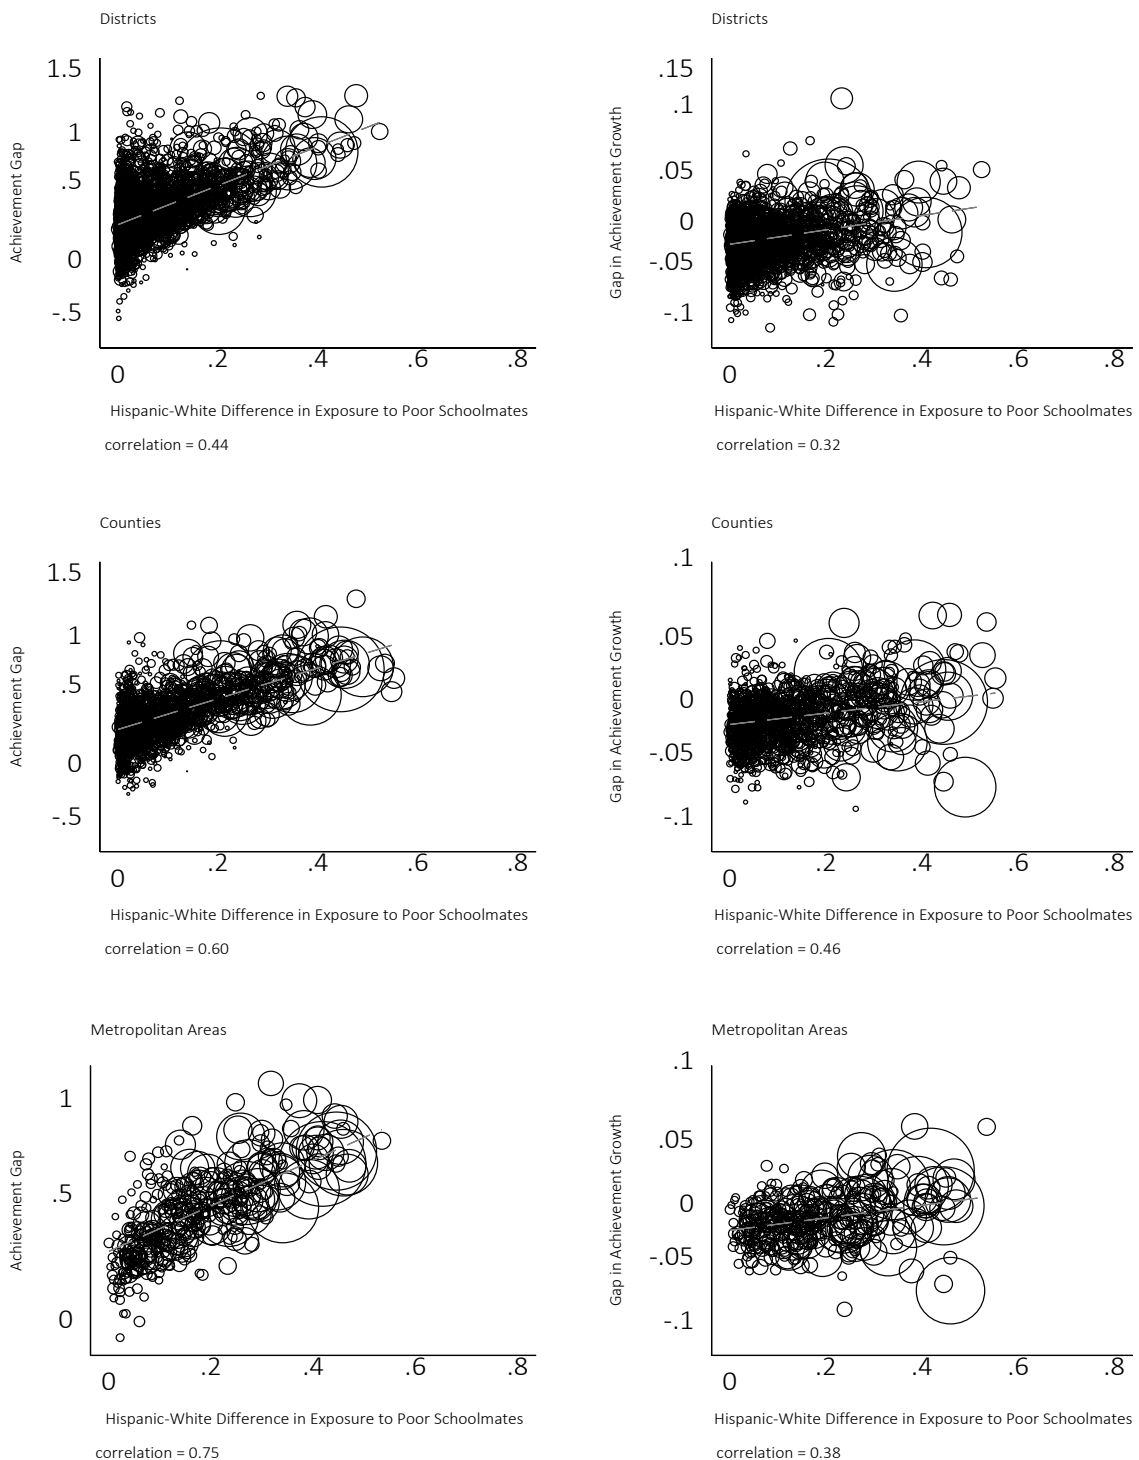 Districts
1.5
1
.5
0
-.5
Achievement Gap
0
.2
.4
.6
.8
Hispanic-White Difference in Exposure to Poor Schoolmates
correlation = 0.44
Districts
.15
.1
.05
0
-.05
-.1
Gap in Achievement Growth
0
.2
.4
.6
.8
Hispanic-White Difference in Exposure to Poor Schoolmates
correlation = 0.32
Counties
1.5
1
.5
0
-.5
Achievement Gap
0
.2
.4
.6
.8
Hispanic-White Difference in Exposure to Poor Schoolmates
correlation = 0.60
Counties
.1
.05
0
-.05
-.1
Gap in Achievement Growth
0
.2
.4
.6
.8
Hispanic-White Difference in Exposure to Poor Schoolmates
correlation = 0.46
Metropolitan Areas
1
.5
0
Achievement Gap
0
.2
.4
.6
.8
Hispanic-White Difference in Exposure to Poor Schoolmates
correlation = 0.75
Metropolitan Areas
.1
.05
0
-.05
-.1
Gap in Achievement Growth
0
.2
.4
.6
.8
Hispanic-White Difference in Exposure to Poor Schoolmates
correlation = 0.38